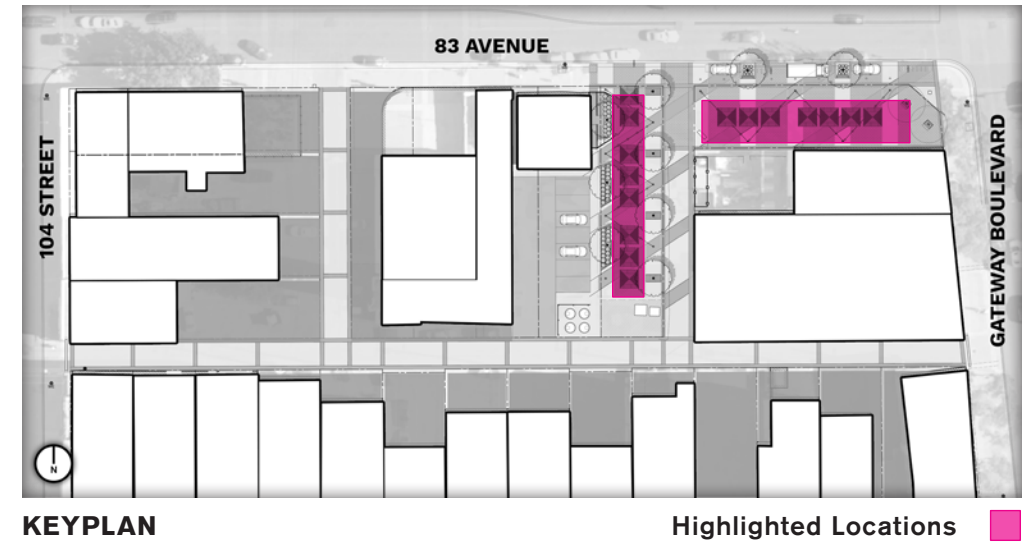 83 AVENUE
104 STREET
GATEWAY BOULEVARD
N
KEYPLAN
Highlighted Locations